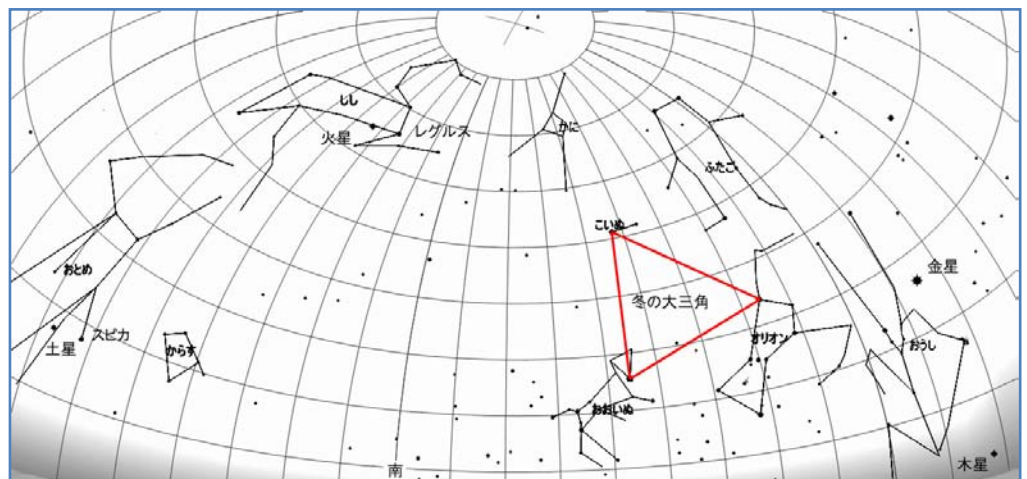 しし
火星
レグルス
かに
ふたご
こいぬ
おとめ
金星
冬の大三角
土星
スピカ
からす
オリオン
おうし
おおいぬ
南
木星